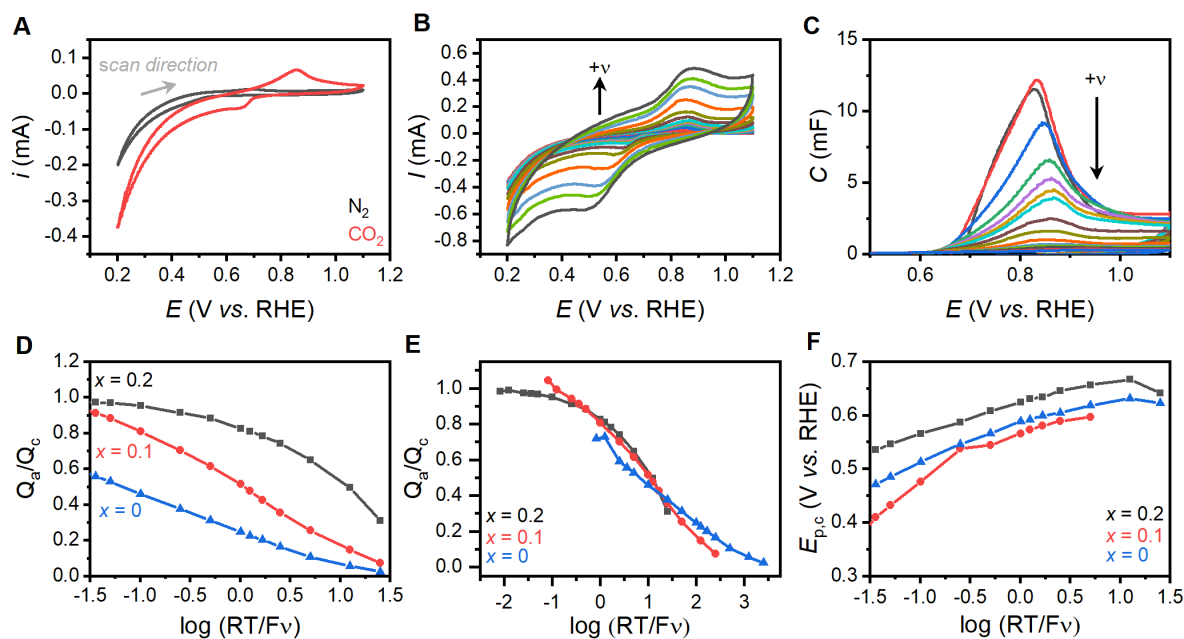 A
scan direction
0.1
0.0
-0.1
-0.2
-0.3
-0.4
i (mA)
N2
CO2
0.2 0.4 0.6 0.8 1.0 1.2
E (V vs. RHE)
B
+ν
0.6
0.4
0.2
0.0
-0.2
-0.4
-0.6
-0.8
I (mA)
0.2 0.4 0.6 0.8 1.0 1.2
E (V vs. RHE)
C
+ν
15
10
5
0
C (mF)
0.6 0.8 1.0
E (V vs. RHE)
D
1.2
1.0
0.8
0.6
0.4
0.2
0.0
Qa/Qc
x = 0.2
x = 0.1
x = 0
-1.5 -1.0 -0.5 0.0 0.5 1.0 1.5
log (RT/Fν)
E
1.0
0.8
0.6
0.4
0.2
0.0
Qa/Qc
x = 0.2
x = 0.1
x = 0
-2 -1 0 1 2 3
log (RT/Fν)
F
0.7
0.6
0.5
0.4
0.3
Ep,c (V vs. RHE)
x = 0.2
x = 0.1
x = 0
-1.5 -1.0 -0.5 0.0 0.5 1.0 1.5
log (RT/Fν)